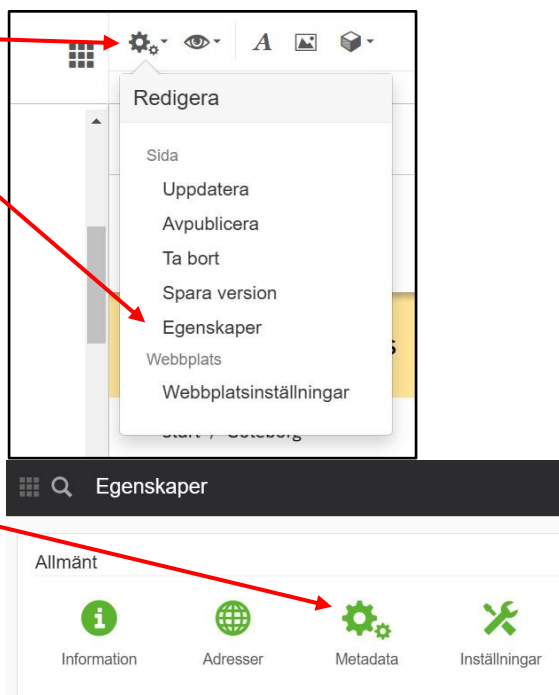 A
Redigera
Sida
Uppdatera
Avpublicera
Ta bort
Spara version
Egenskaper
Webbplats
Webbplatsinställningar
Egenskaper
Allmänt
Information Adresser Metadata Inställningar